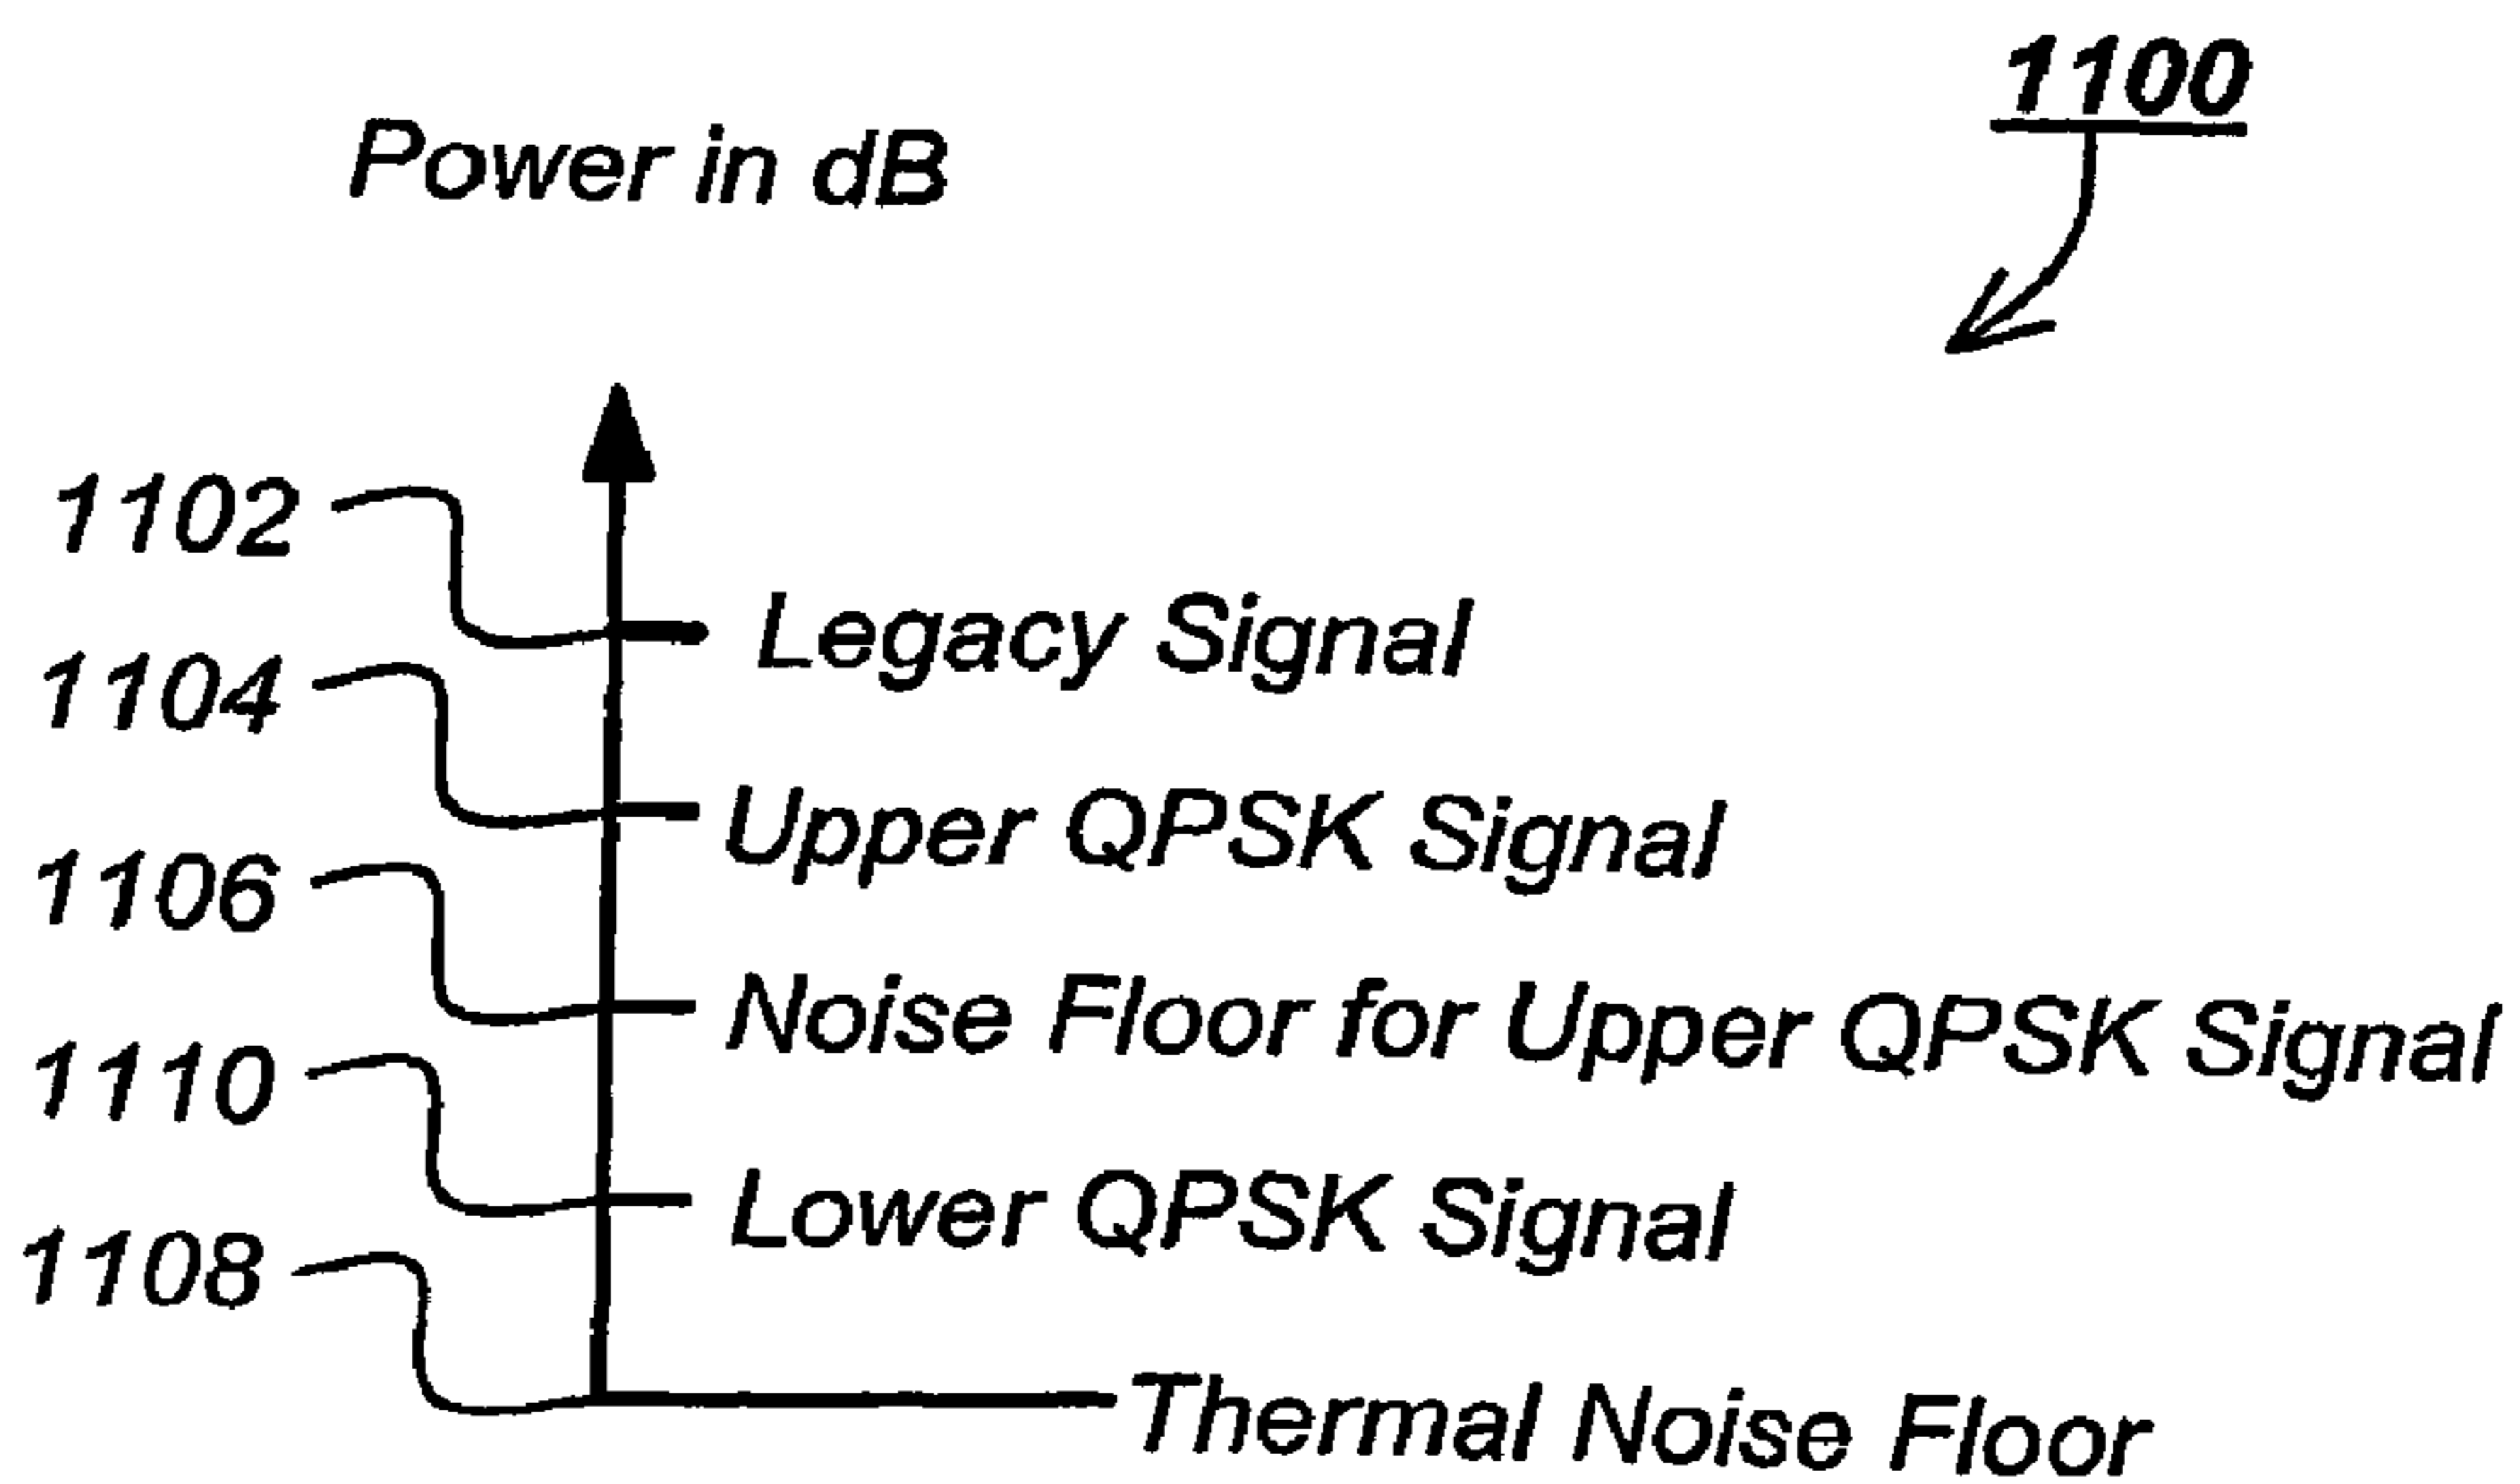 1100
Power in dB
1102
Legacy Signal
1104
Upper QPSK Signal
1106
Noise Floor for Upper QPSK Signal
1110
Lower QPSK Signal
1108
Thermal Noise Floor